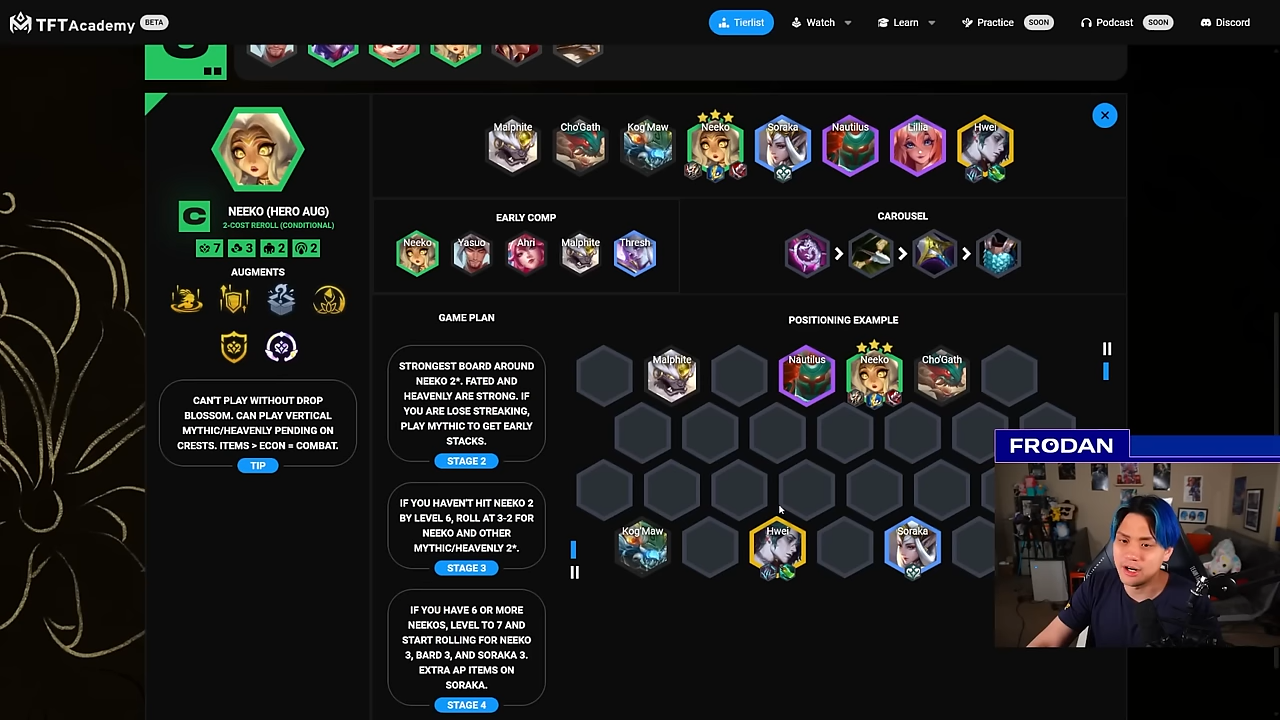 TFTAcademy BETA
Tierlist
Watch
Learn
Practice SOON
Podcast SOON
Discord
Malphite Cho'Gath Kog'Maw Neeko Soraka Nautilus Lillia Hwei
C
NEEKO (HERO AUG)
2-COST REROLL (CONDITIONAL)
7 3 2 2
AUGMENTS
CAN'T PLAY WITHOUT DROP
BLOSSOM. CAN PLAY VERTICAL
MYTHIC/HEAVENLY PENDING ON
CRESTS. ITEMS > ECON = COMBAT.
TIP
EARLY COMP
Neeko Yasuo Ahri Malphite Thresh
CAROUSEL
GAME PLAN
STRONGEST BOARD AROUND
NEEKO 2*. FATED AND
HEAVENLY ARE STRONG. IF
YOU ARE LOSE STREAKING,
PLAY MYTHIC TO GET EARLY
STACKS.
STAGE 2
IF YOU HAVEN'T HIT NEEKO 2
BY LEVEL 6, ROLL AT 3-2 FOR
NEEKO AND OTHER
MYTHIC/HEAVENLY 2*.
STAGE 3
IF YOU HAVE 6 OR MORE
NEEKOS, LEVEL TO 7 AND
START ROLLING FOR NEEKO
3, BARD 3, AND SORAKA 3.
EXTRA AP ITEMS ON
SORAKA.
STAGE 4
POSITIONING EXAMPLE
Malphite Nautilus Neeko Cho'Gath
Kog'Maw Hwei Soraka
FRODAN